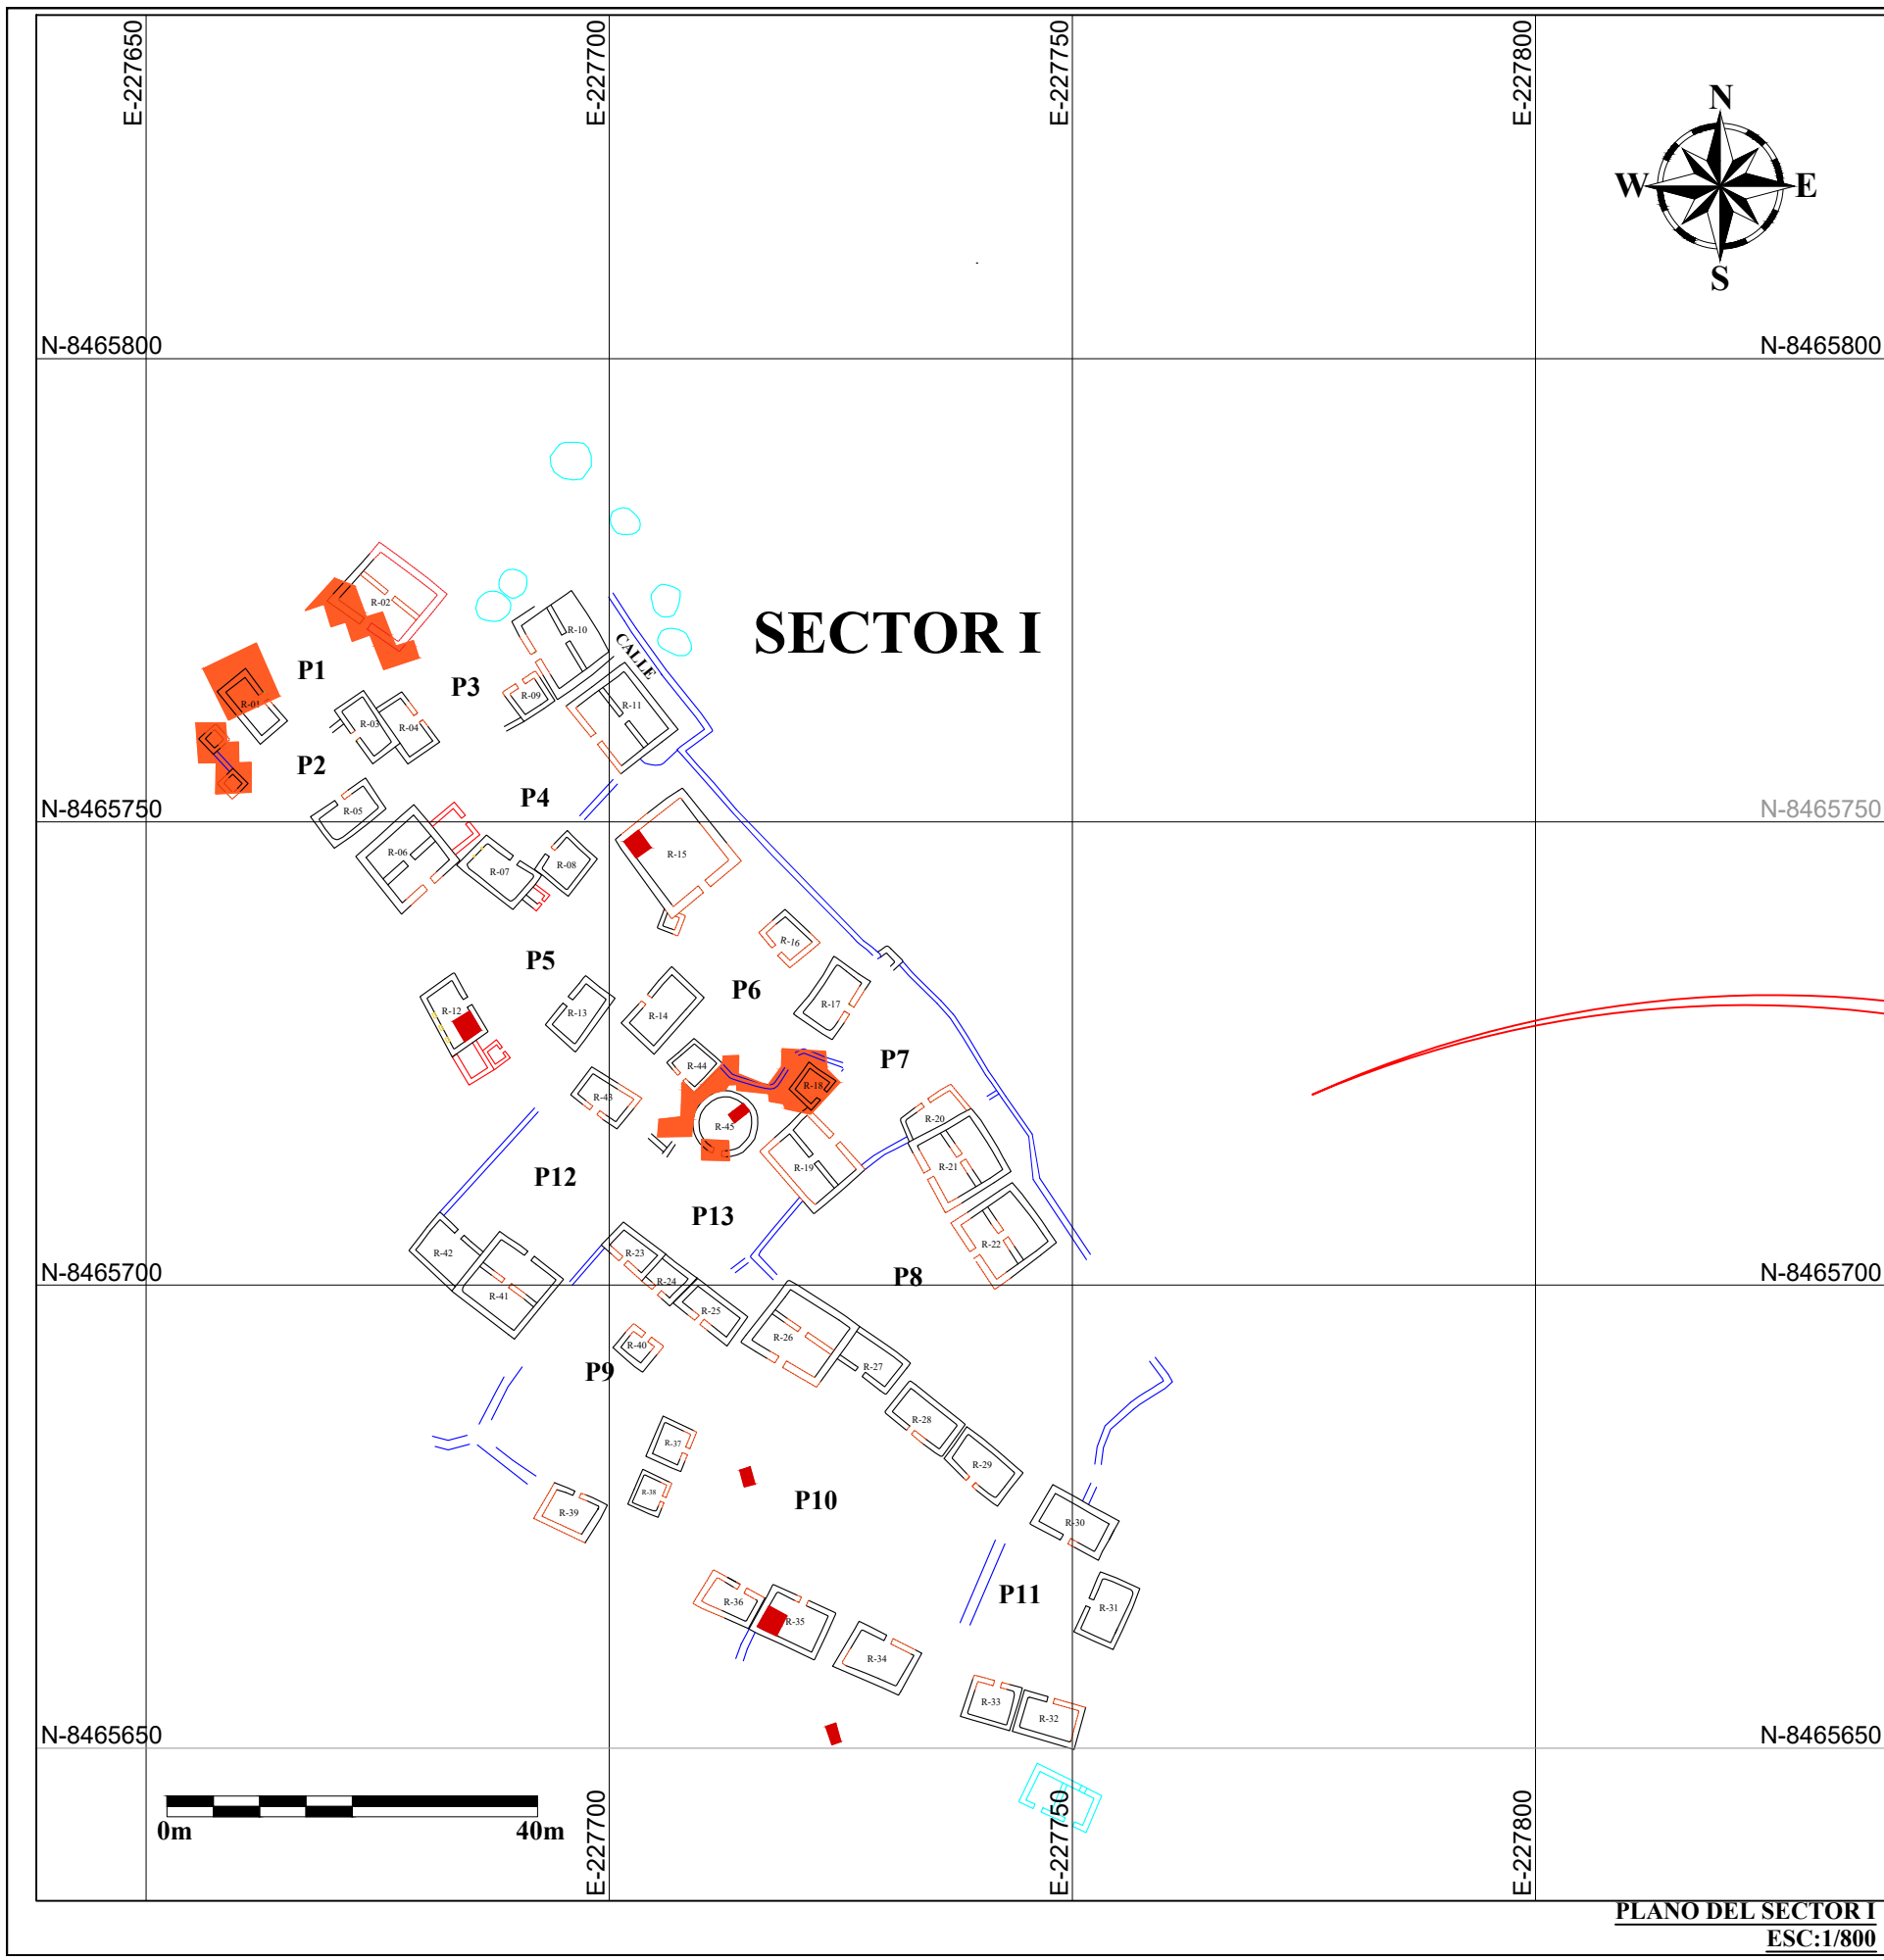 E-227650
E-227700
E-227750
E-227800
N
W
E
S
N-8465800
N-8465800
SECTOR I
R-02
R-10
CALLE
P1
P3
R-09
R-01
R-11
R-03
R-04
P2
P4
N-8465750
N-8465750
R-05
R-06
R-15
R-08
R-07
R-16
P5
P6
R-17
R-12
R-13
R-14
P7
R-44
R-18
R-43
R-45
R-20
R-19
R-21
P12
P13
R-42
R-23
R-22
N-8465700
N-8465700
P8
R-24
R-41
R-25
R-26
R-40
P9
R-27
R-28
R-37
R-29
R-38
P10
R-39
R-30
P11
R-36
R-31
R-35
R-34
R-33
R-32
N-8465650
N-8465650
0m
40m
E-227700
E-227750
E-227800
PLANO DEL SECTOR I
ESC:1/800